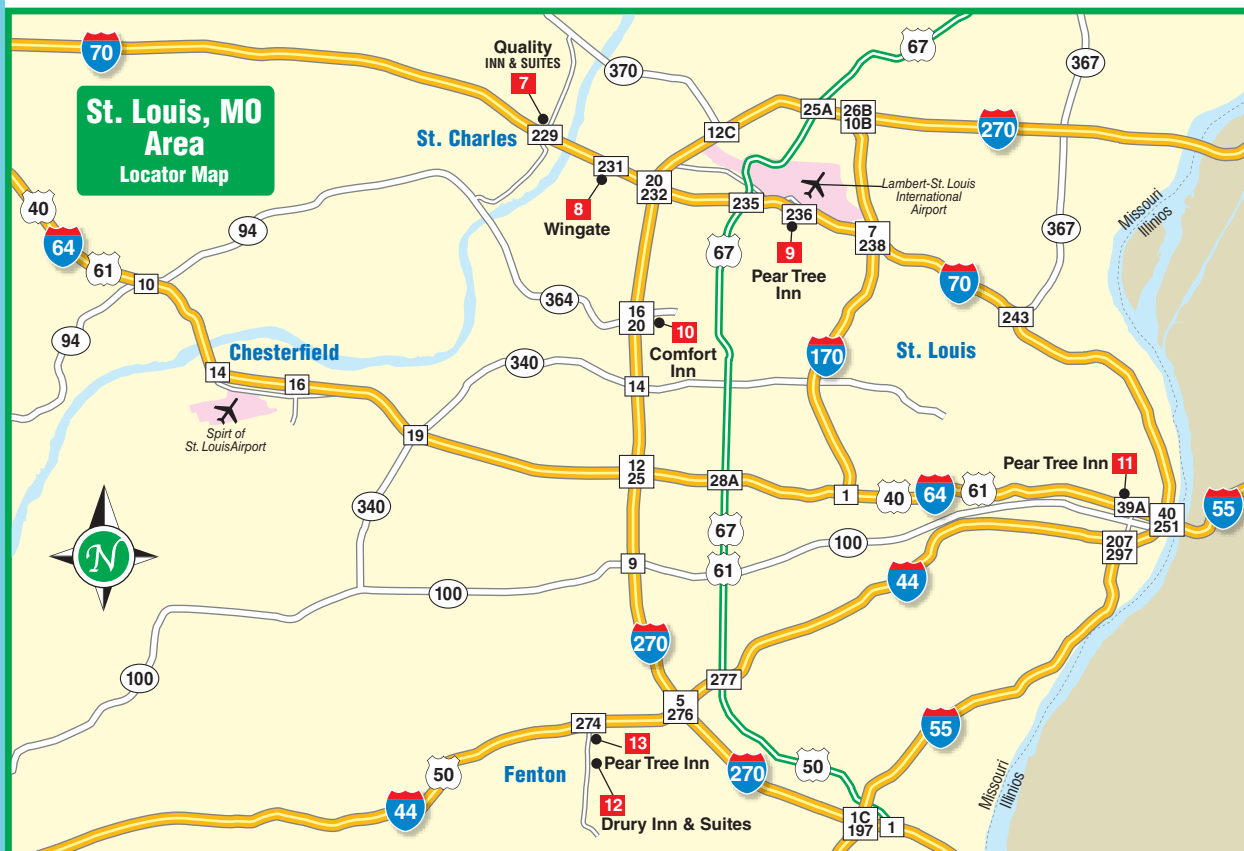 70
Quality
INN & SUITES
7
370
67
367
St. Louis, MO
Area
Locator Map
St. Charles
229
12C
25A
26B
10B
270
231
20
232
8
Wingate
235
236
Lambert-St. Louis
International
Airport
Missouri
Illinios
40
64
61
94
10
67
9
Pear Tree
Inn
7
238
367
70
94
364
16
20
10
Comfort
Inn
243
Chesterfield
340
170
St. Louis
14
16
14
Spirt of
St. LouisAirport
19
12
25
28A
1
40
64
61
Pear Tree Inn
11
39A
40
251
55
340
67
100
207
297
N
9
61
44
100
270
100
277
5
276
274
13
Pear Tree Inn
55
Fenton
50
270
50
Missouri
Illinios
12
Drury Inn & Suites
44
1C
197
1